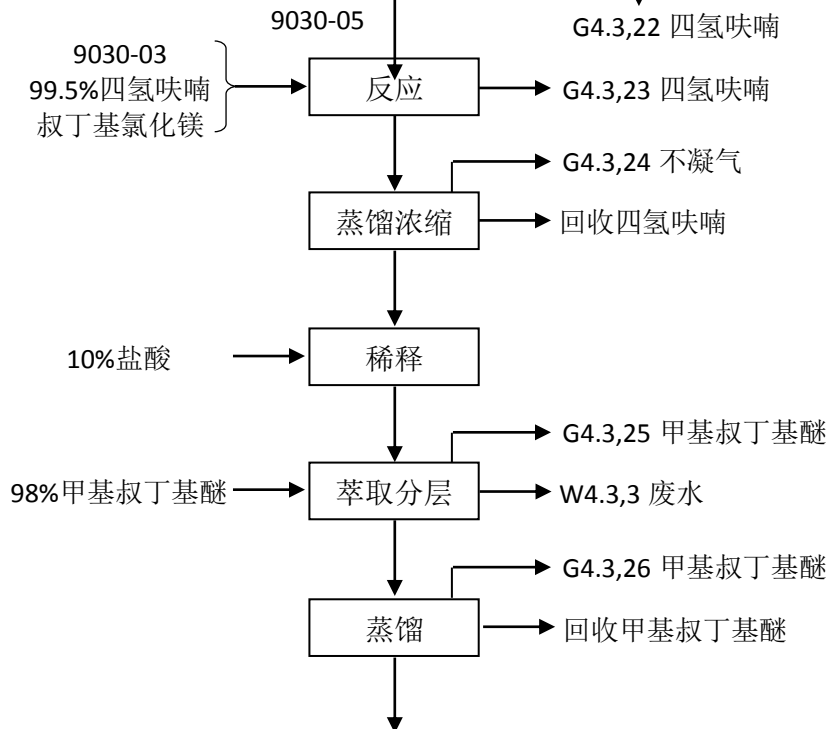 9030-05
G4.3,22 四氢呋喃
9030-03
99.5%四氢呋喃
叔丁基氯化镁
反应
G4.3,23 四氢呋喃
G4.3,24 不凝气
蒸馏浓缩
回收四氢呋喃
10%盐酸
稀释
G4.3,25 甲基叔丁基醚
98%甲基叔丁基醚
萃取分层
W4.3,3 废水
G4.3,26 甲基叔丁基醚
蒸馏
回收甲基叔丁基醚